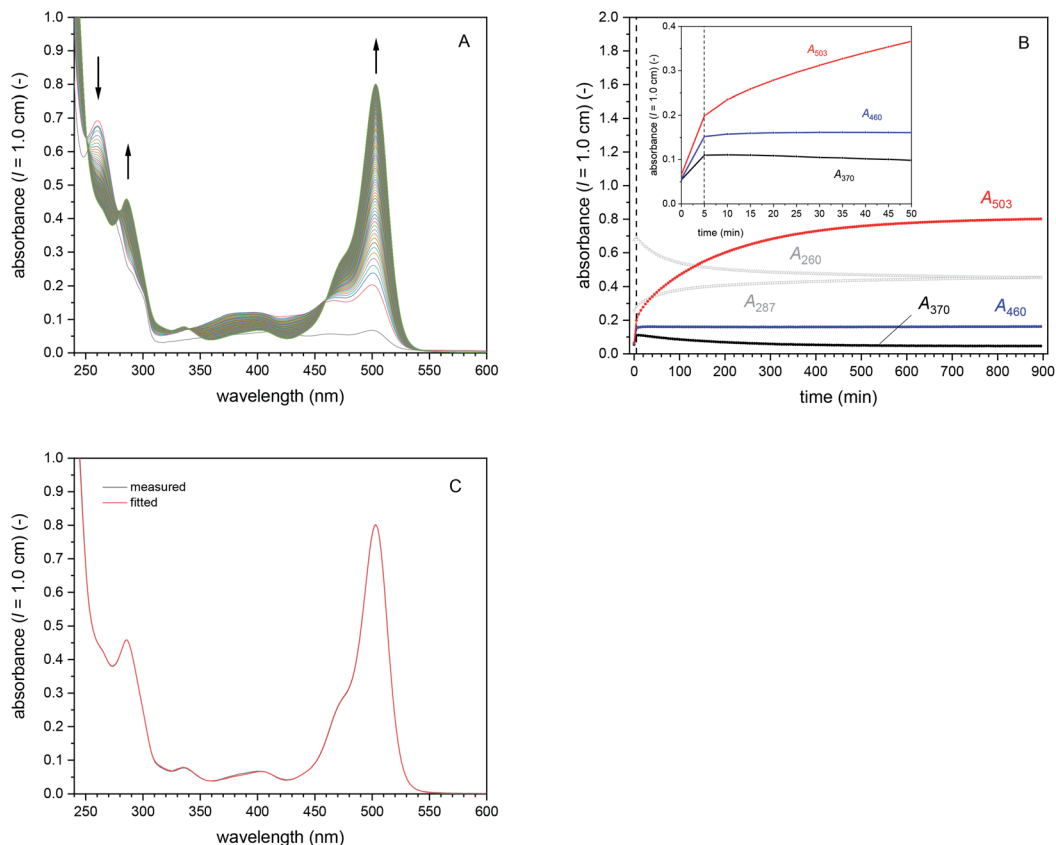 A
1.0
0.9
0.8
0.7
0.6
0.5
0.4
0.3
0.2
0.1
0.0
absorbance (l = 1.0 cm) (-)
250 300 350 400 450 500 550 600
wavelength (nm)
B
2.0
1.8
1.6
1.4
1.2
1.0
0.8
0.6
0.4
0.2
0.0
absorbance (l = 1.0 cm) (-)
0.4
0.3
0.2
0.1
0.0
absorbance (l = 1.0 cm) (-)
A503
A460
A370
0 5 10 15 20 25 30 35 40 45 50
time (min)
A503
A260
A287
A370
A460
0 100 200 300 400 500 600 700 800 900
time (min)
C
measured
fitted
1.0
0.9
0.8
0.7
0.6
0.5
0.4
0.3
0.2
0.1
0.0
absorbance (l = 1.0 cm) (-)
250 300 350 400 450 500 550 600
wavelength (nm)